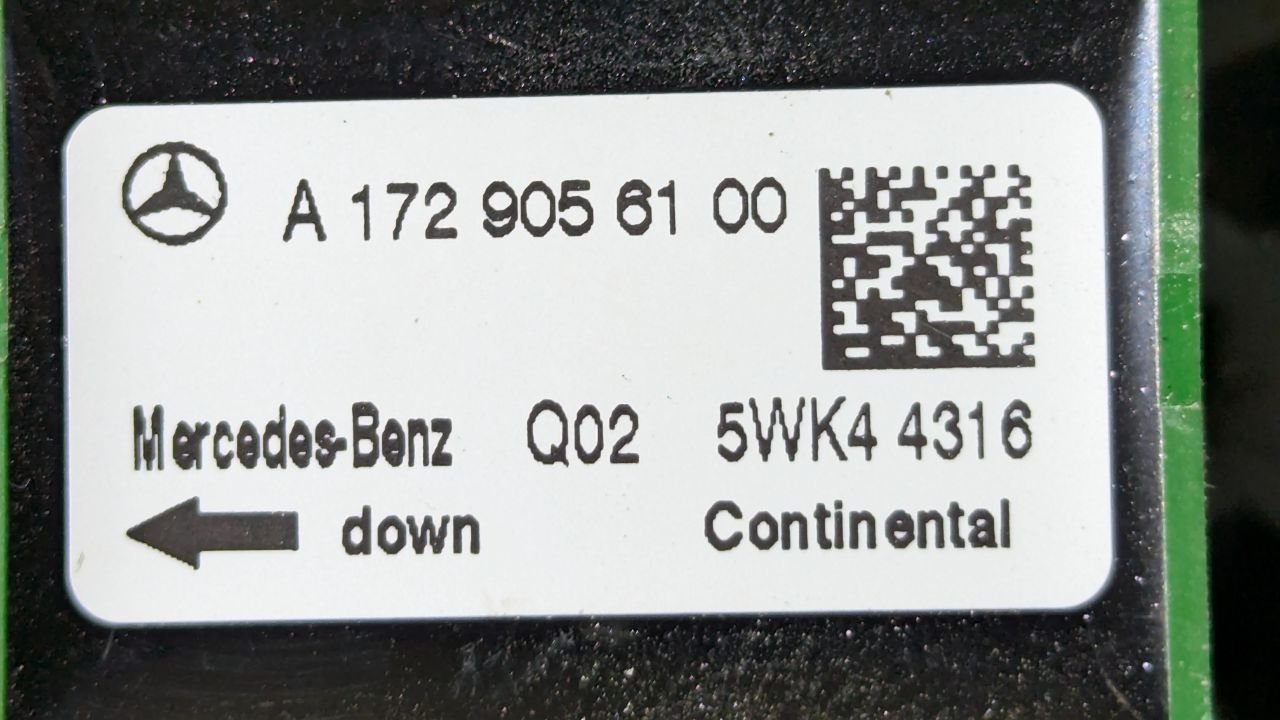 A 172 905 61 00
Mercedes-Benz Q02 5WK4 4316
down Continental